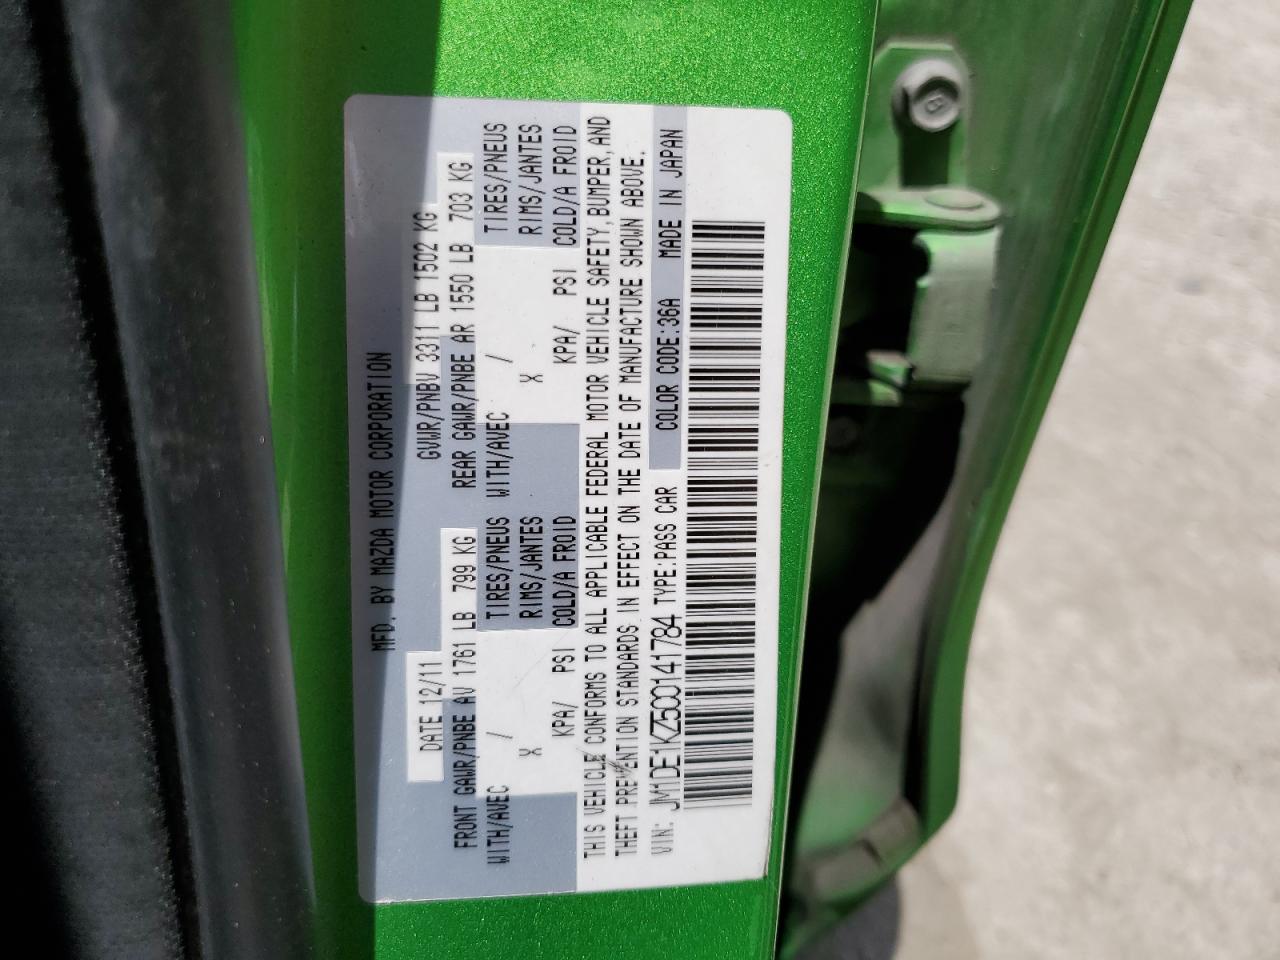 MFD. BY MAZDA MOTOR CORPORATION
DATE 12/11 GVWR/PNBV 3311 LB 1502 KG
FRONT GAWR/PNBE AV 1761 LB 799 KG REAR GAWR/PNBE AR 1550 LB 703 KG
WITH/AVEC TIRES/PNEUS WITH/AVEC TIRES/PNEUS
X / RIMS/JANTES X / RIMS/JANTES
KPA/ PSI COLD/A FROID KPA/ PSI COLD/A FROID
THIS VEHICLE CONFORMS TO ALL APPLICABLE FEDERAL MOTOR VEHICLE SAFETY, BUMPER, AND
THEFT PREVENTION STANDARDS IN EFFECT ON THE DATE OF MANUFACTURE SHOWN ABOVE.
VIN: JM1DE1KZ5C0141784 TYPE:PASS CAR COLOR CODE:36A MADE IN JAPAN
8